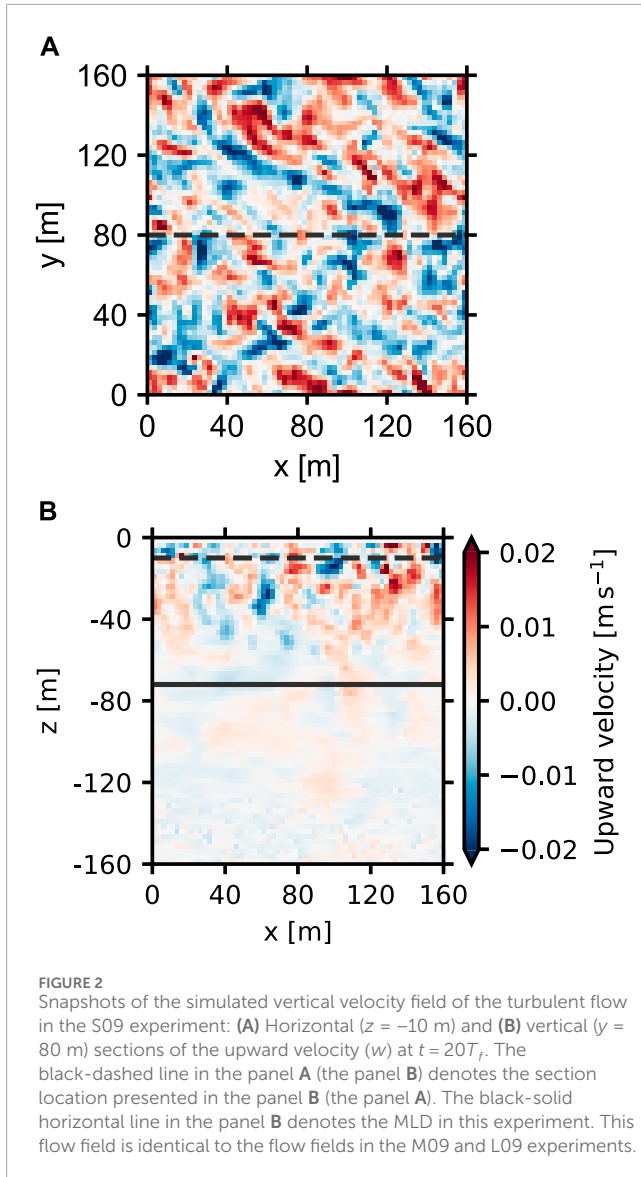 A
160
120
80
40
0
y [m]
0 40 80 120 160
x [m]
B
0
-40
-80
-120
-160
z [m]
0 40 80 120 160
x [m]
0.02
0.01
0.00
−0.01
−0.02
Upward velocity [m s⁻¹]
FIGURE 2
Snapshots of the simulated vertical velocity field of the turbulent flow
in the S09 experiment: (A) Horizontal (z = −10 m) and (B) vertical (y =
80 m) sections of the upward velocity (w) at t = 20T_f. The
black-dashed line in the panel A (the panel B) denotes the section
location presented in the panel B (the panel A). The black-solid
horizontal line in the panel B denotes the MLD in this experiment. This
flow field is identical to the flow fields in the M09 and L09 experiments.